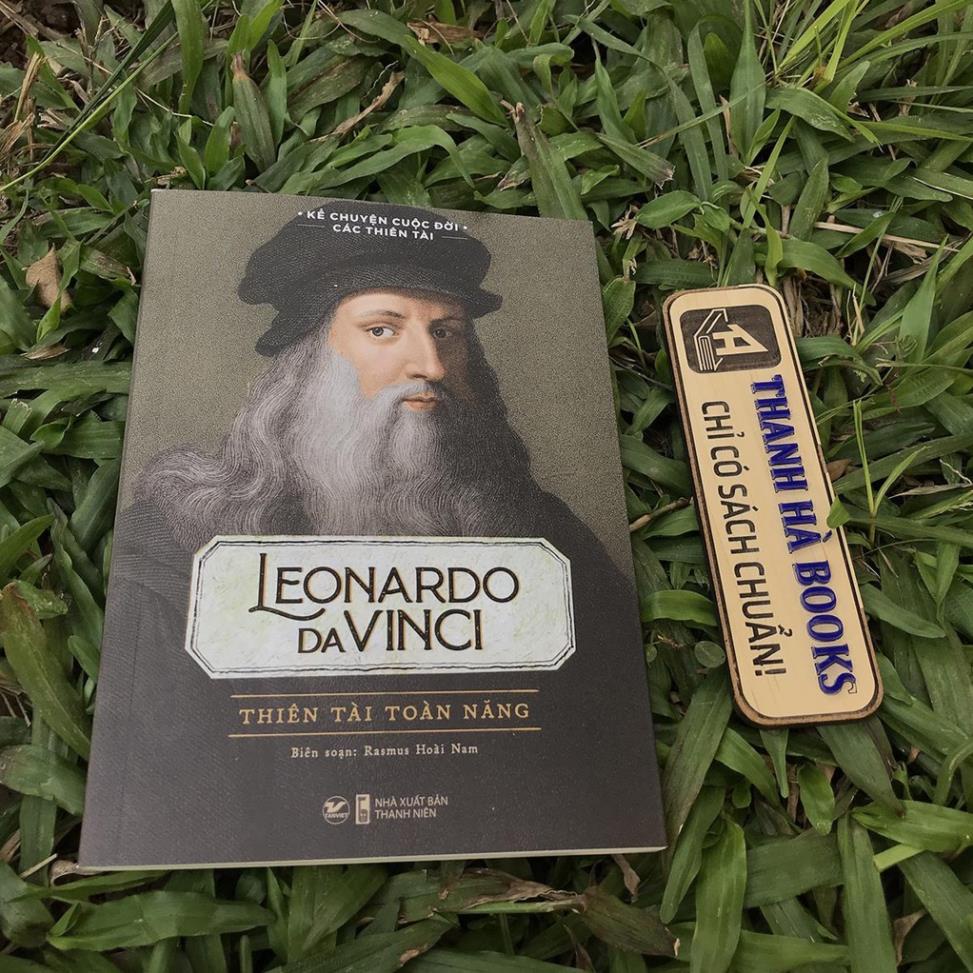 • KỂ CHUYỆN CUỘC ĐỜI •
CÁC THIÊN TÀI
LEONARDO
DA VINCI
THIÊN TÀI TOÀN NĂNG
Biên soạn: Rasmus Hoài Nam
TANVIET
NHÀ XUẤT BẢN
THANH NIÊN
THANH HÀ BOOKS
CHỈ CÓ SÁCH CHUẨN!